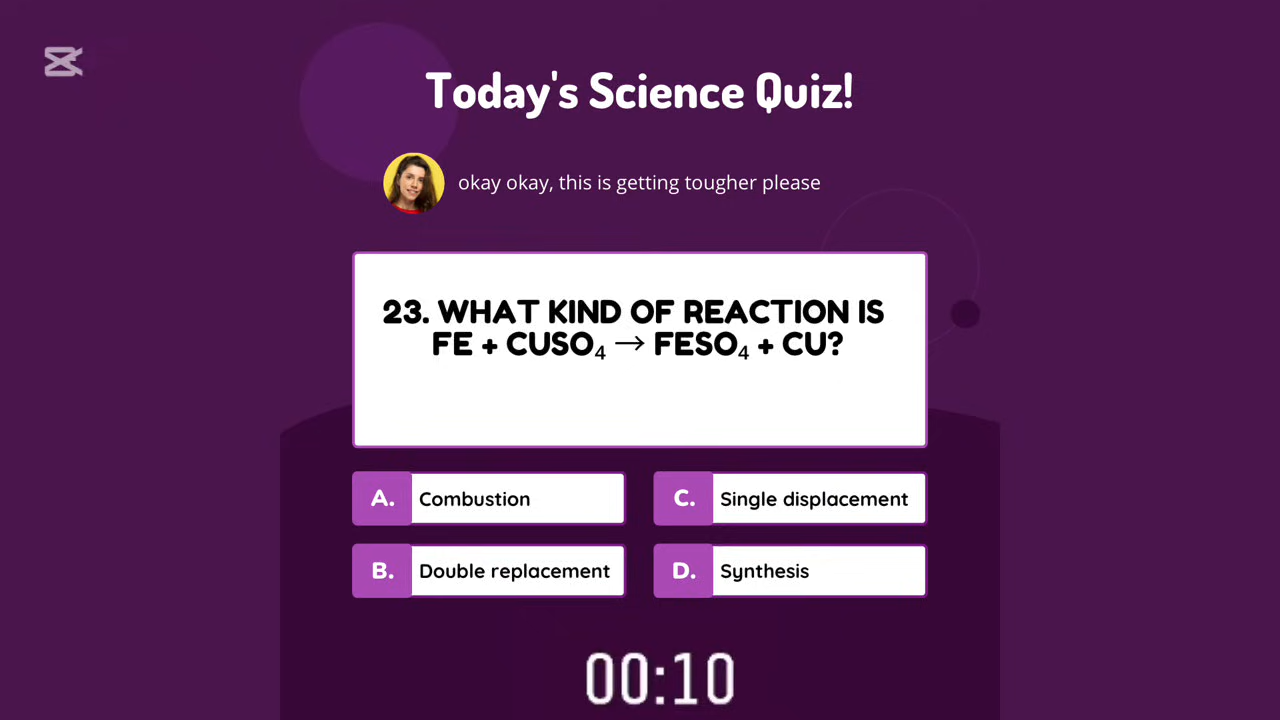 Today's Science Quiz!
okay okay, this is getting tougher please
23. WHAT KIND OF REACTION IS
FE + CUSO₄ → FESO₄ + CU?
A. Combustion
C. Single displacement
B. Double replacement
D. Synthesis
00:10